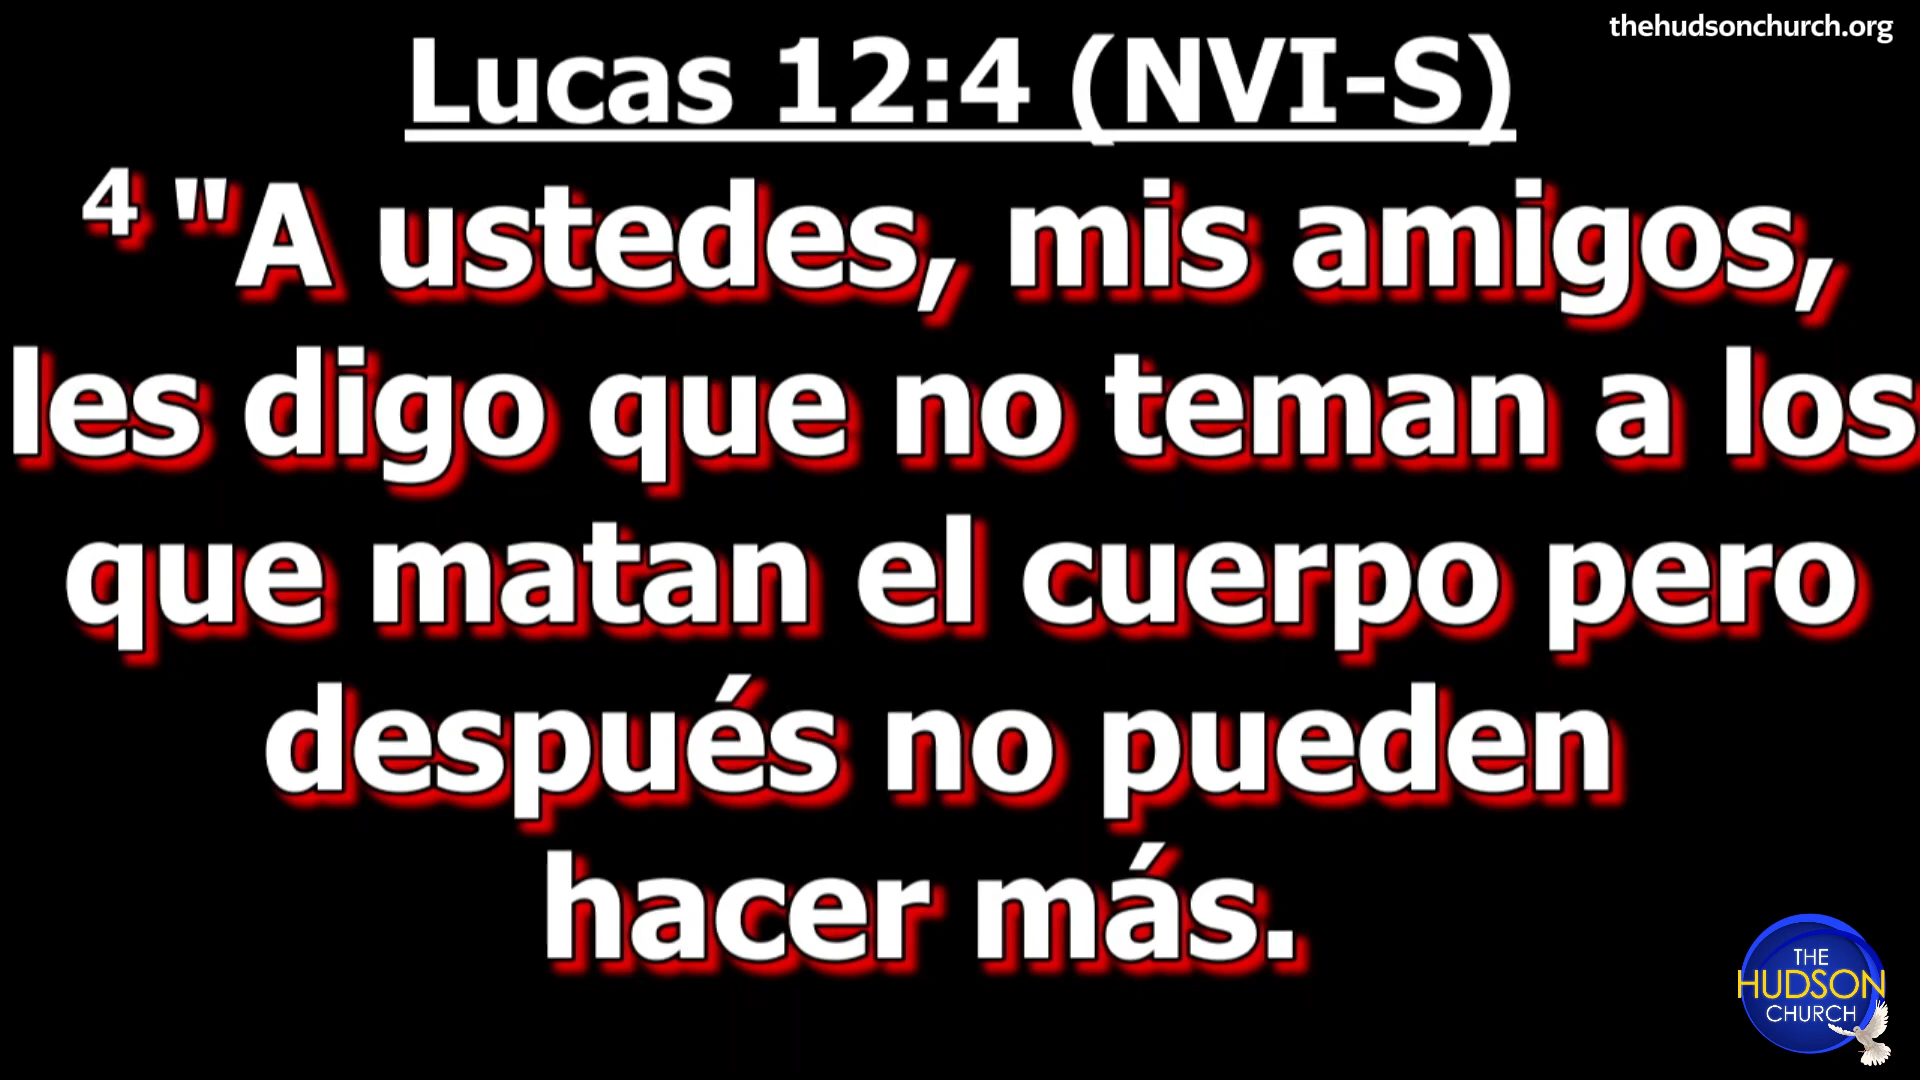 thehudsonchurch.org
Lucas 12:4 (NVI-S)
4 "A ustedes, mis amigos,
les digo que no teman a los
que matan el cuerpo pero
después no pueden
hacer más.
THE
HUDSON
CHURCH